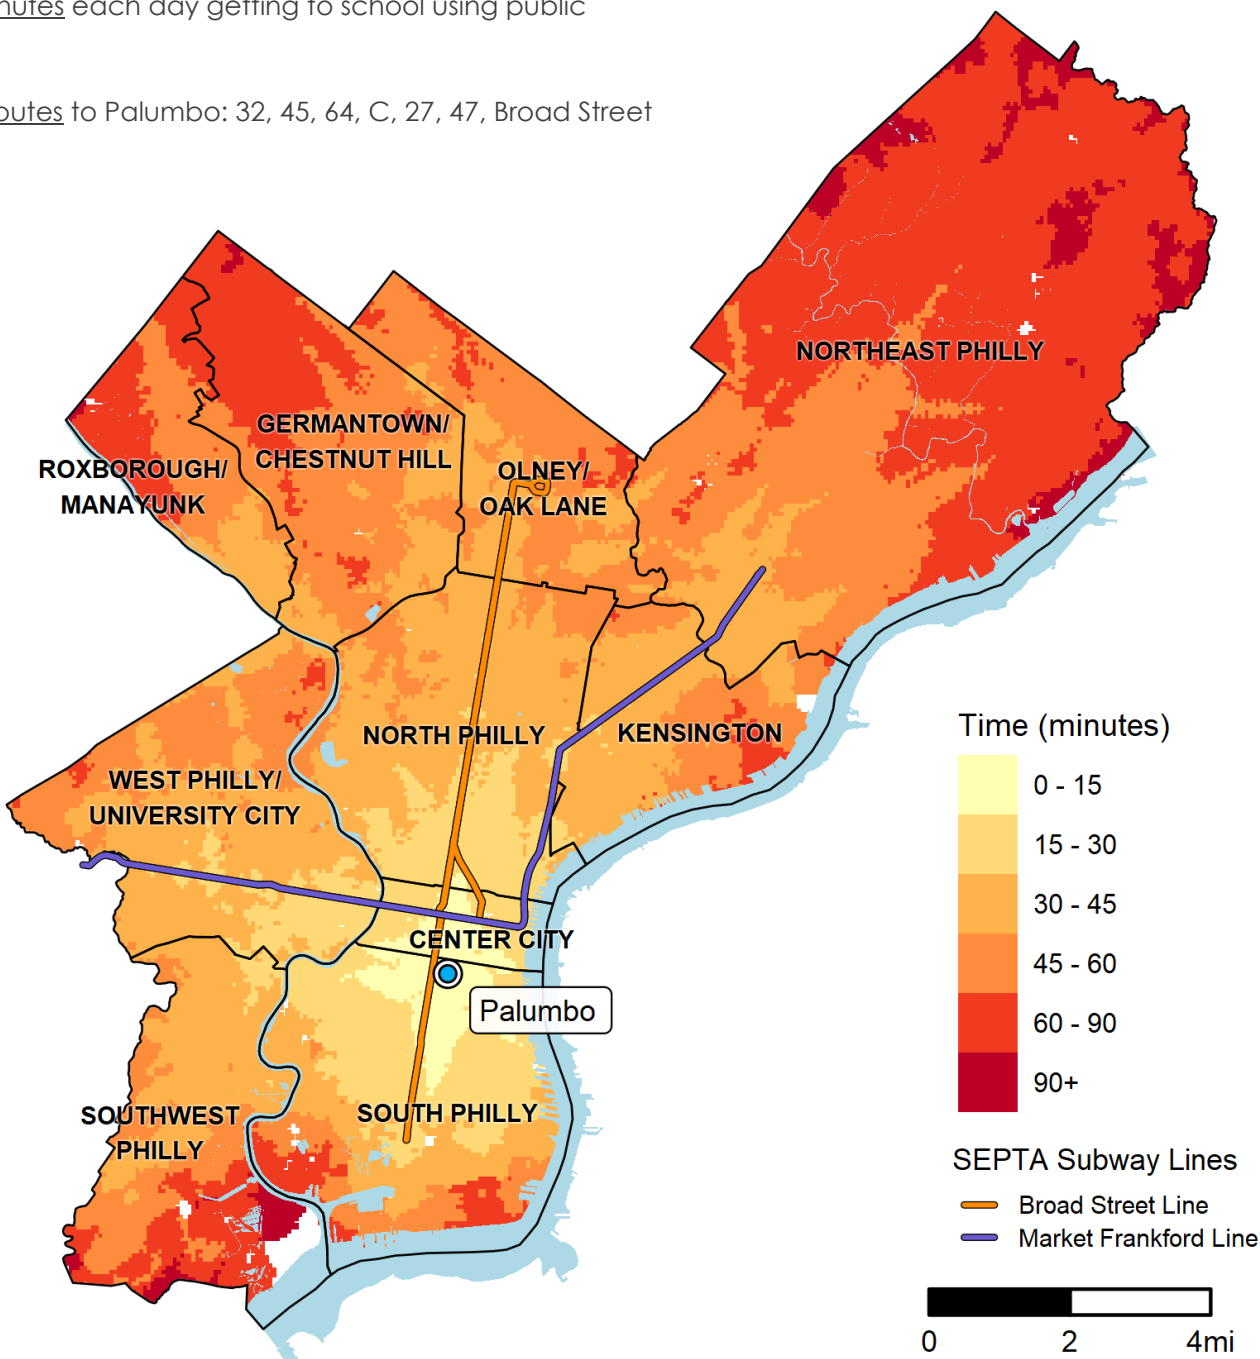 nutes each day getting to school using public
outes to Palumbo: 32, 45, 64, C, 27, 47, Broad Street
NORTHEAST PHILLY
GERMANTOWN/
CHESTNUT HILL
ROXBOROUGH/
MANAYUNK
OLNEY/
OAK LANE
NORTH PHILLY
KENSINGTON
WEST PHILLY/
UNIVERSITY CITY
CENTER CITY
Palumbo
SOUTHWEST
PHILLY
SOUTH PHILLY
Time (minutes)
0 - 15
15 - 30
30 - 45
45 - 60
60 - 90
90+
SEPTA Subway Lines
Broad Street Line
Market Frankford Line
0 2 4mi